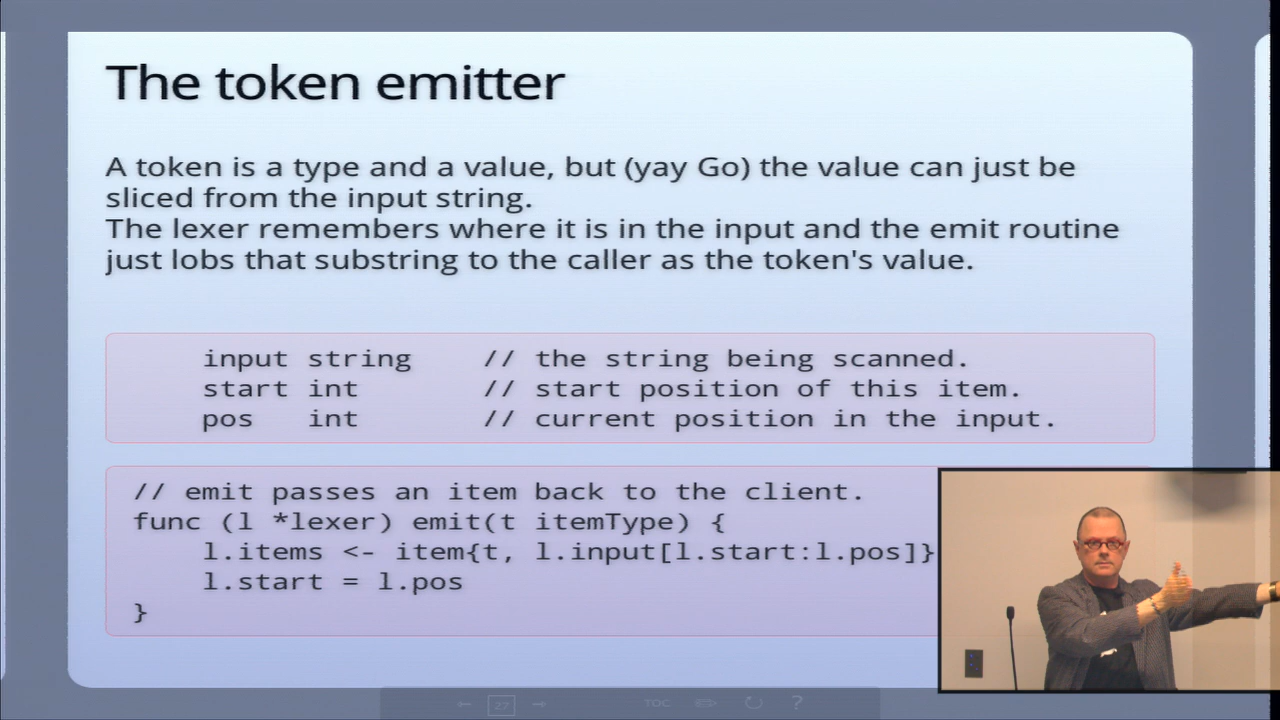 The token emitter
A token is a type and a value, but (yay Go) the value can just be
sliced from the input string.
The lexer remembers where it is in the input and the emit routine
just lobs that substring to the caller as the token's value.
input string // the string being scanned.
start int // start position of this item.
pos int // current position in the input.
// emit passes an item back to the client.
func (l *lexer) emit(t itemType) {
l.items <- item{t, l.input[l.start:l.pos]}
l.start = l.pos
}
27 TOC ?